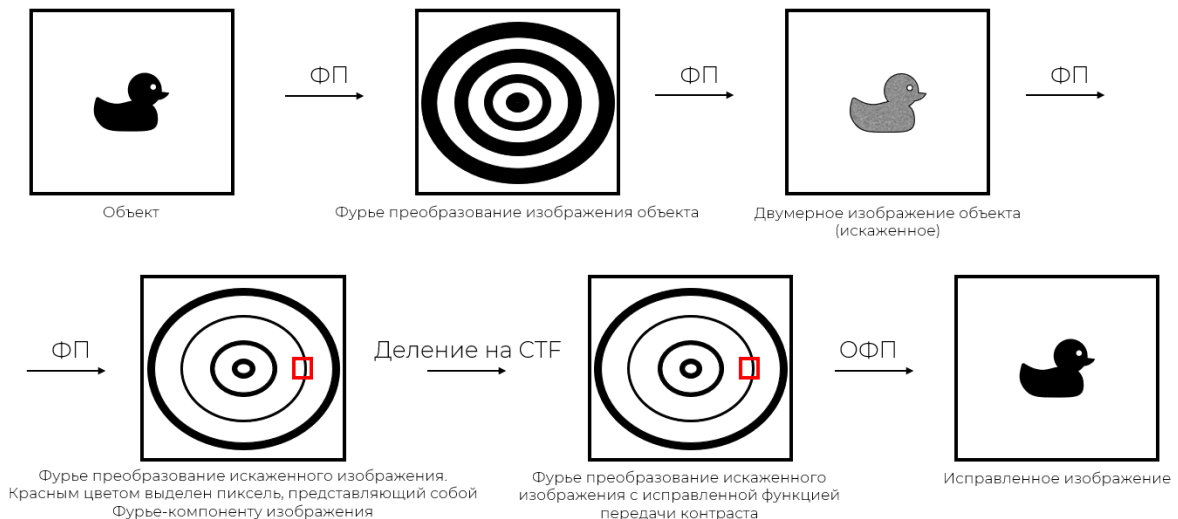 ФП
ФП
ФП
Объект
Фурье преобразование изображения объекта
Двумерное изображение объекта
(искаженное)
ФП
Деление на CTF
ОФП
Фурье преобразование искаженного изображения.
Красным цветом выделен пиксель, представляющий собой
Фурье-компоненту изображения
Фурье преобразование искаженного
изображения с исправленной функцией
передачи контраста
Исправленное изображение